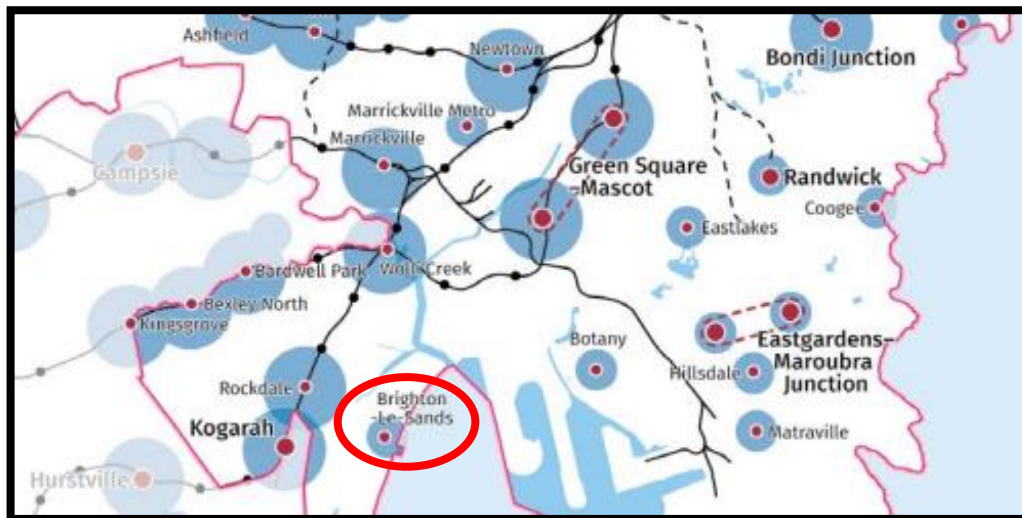 Ashfield
Newtown
Bondi Junction
Marrickville Metro
Marrickville
Campsie
Green Square
-Mascot
Randwick
Coogee
Eastlakes
Bardwell Park
Wolli Creek
Bexley North
Kingsgrove
Botany
Eastgardens-
Maroubra
Junction
Hillsdale
Rockdale
Brighton
-Le-Sands
Kogarah
Matraville
Hurstville